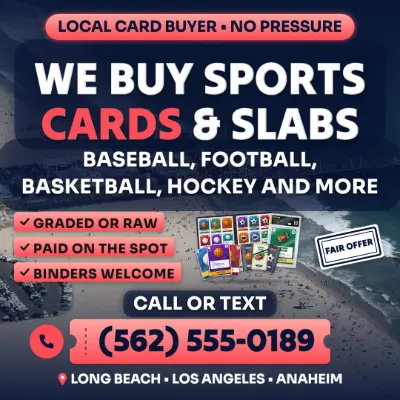 LOCAL CARD BUYER • NO PRESSURE
WE BUY SPORTS
CARDS & SLABS
BASEBALL, FOOTBALL,
BASKETBALL, HOCKEY AND MORE
✓ GRADED OR RAW
✓ PAID ON THE SPOT
✓ BINDERS WELCOME
FAIR OFFER
CALL OR TEXT
(562) 555-0189
LONG BEACH • LOS ANGELES • ANAHEIM